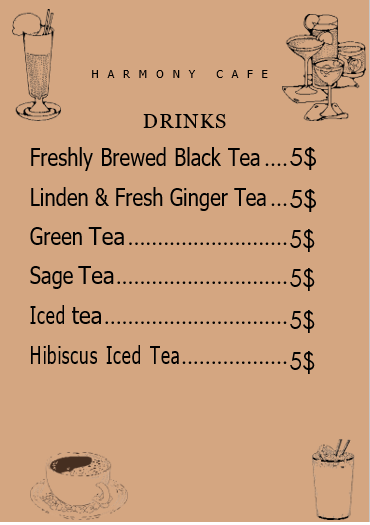 HARMONY CAFE
DRINKS
Freshly Brewed Black Tea ....5$
Linden & Fresh Ginger Tea ...5$
Green Tea............................5$
Sage Tea..............................5$
Iced tea................................5$
Hibiscus Iced Tea..................5$